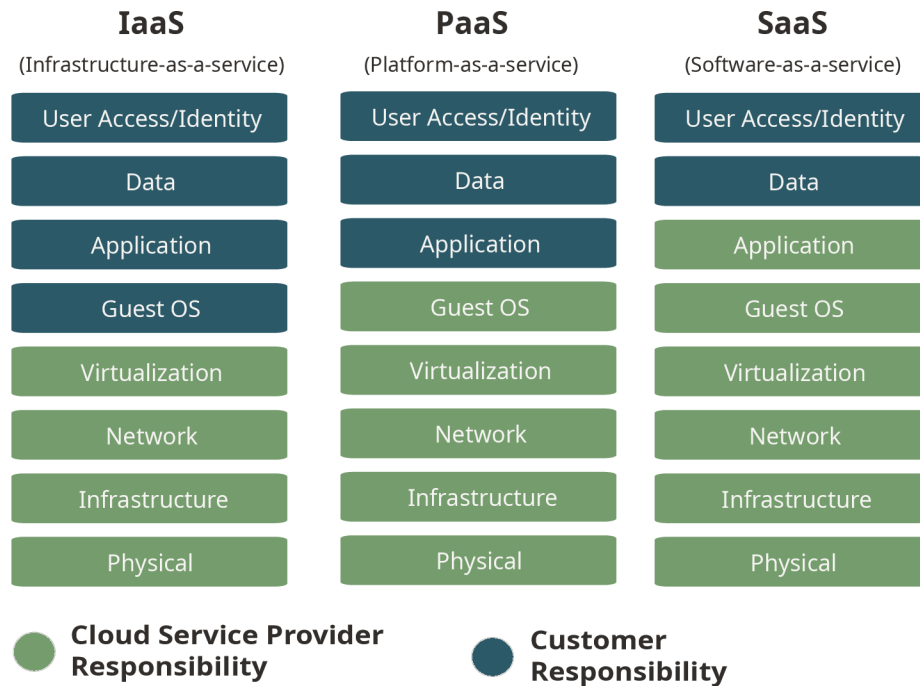 IaaS
(Infrastructure-as-a-service)
User Access/Identity
Data
Application
Guest OS
Virtualization
Network
Infrastructure
Physical
PaaS
(Platform-as-a-service)
User Access/Identity
Data
Application
Guest OS
Virtualization
Network
Infrastructure
Physical
SaaS
(Software-as-a-service)
User Access/Identity
Data
Application
Guest OS
Virtualization
Network
Infrastructure
Physical
Cloud Service Provider
Responsibility
Customer
Responsibility